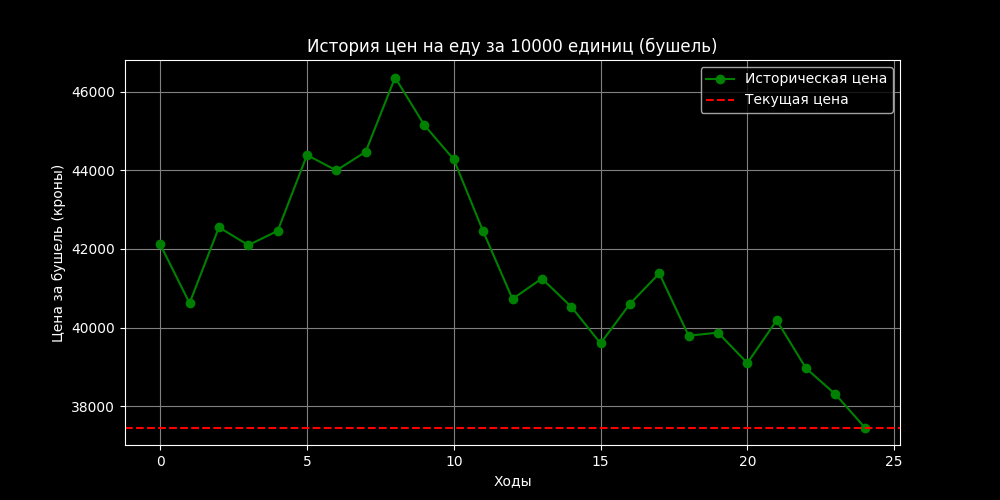 История цен на еду за 10000 единиц (бушель)
Историческая цена
Текущая цена
46000
44000
42000
40000
38000
Цена за бушель (кроны)
0
5
10
15
20
25
Ходы